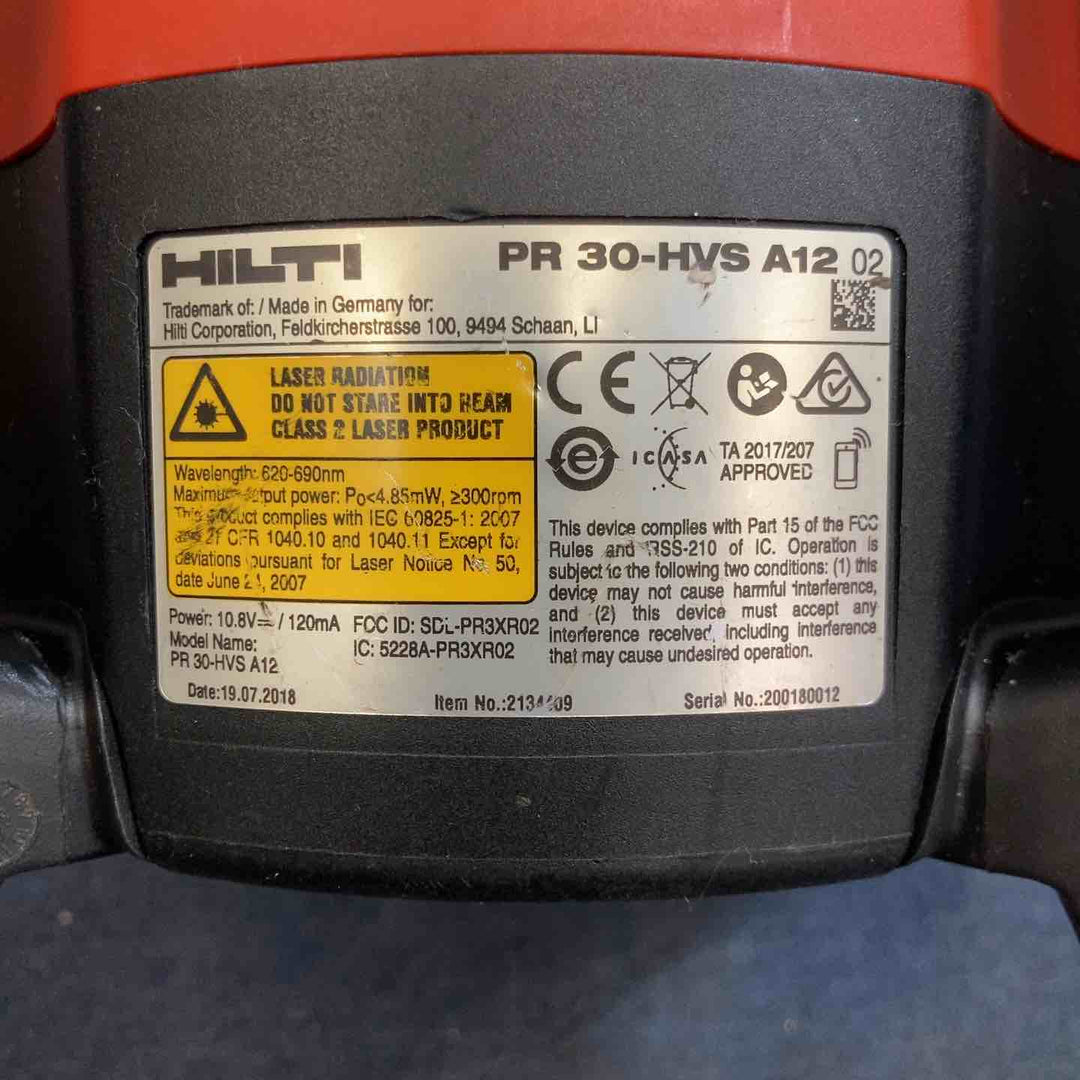 HILTI
PR 30-HVS A12 02
Trademark of: / Made in Germany for:
Hilti Corporation, Feldkircherstrasse 100, 9494 Schaan, LI
LASER RADIATION
DO NOT STARE INTO BEAM
CLASS 2 LASER PRODUCT
Wavelength: 620-690nm
Maximum output power: Po<4.85mW, ≥300rpm
This product complies with IEC 60825-1: 2007
and 21 CFR 1040.10 and 1040.11 Except for
deviations pursuant for Laser Notice No. 50,
date June 24, 2007
CE
ICASA
TA 2017/207
APPROVED
This device complies with Part 15 of the FCC
Rules and RSS-210 of IC. Operation is
subject to the following two conditions: (1) this
device may not cause harmful interference,
and (2) this device must accept any
interference received, including interference
that may cause undesired operation.
Power: 10.8V⎓ / 120mA
FCC ID: SDL-PR3XR02
Model Name:
IC: 5228A-PR3XR02
PR 30-HVS A12
Date:19.07.2018
Serial No.:200180012
Item No.: